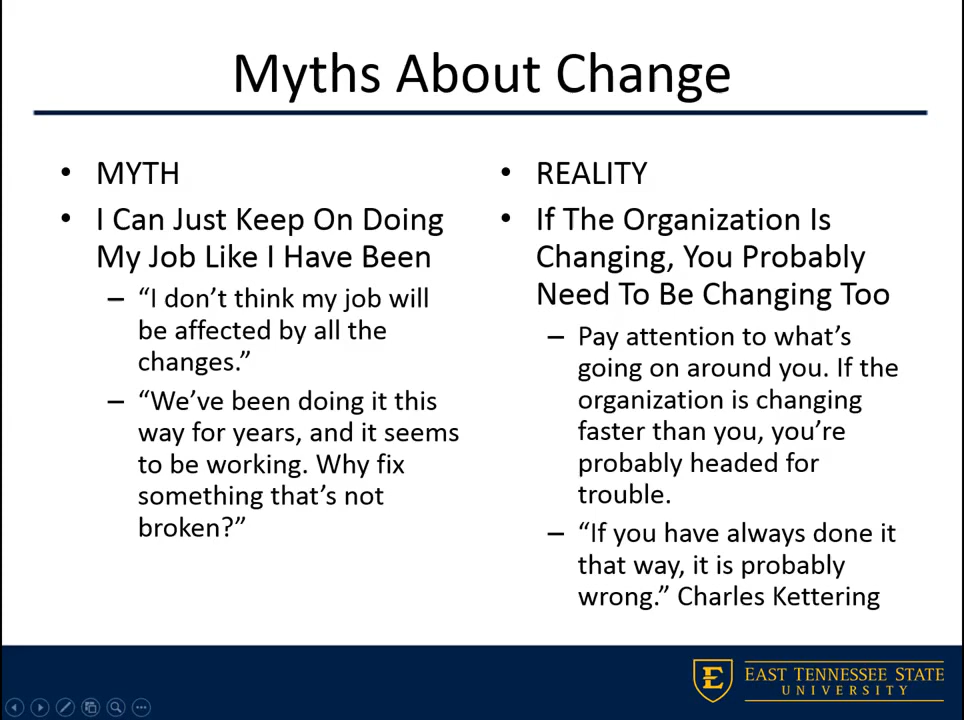 Myths About Change
• MYTH
• I Can Just Keep On Doing
My Job Like I Have Been
– “I don’t think my job will
be affected by all the
changes.”
– “We’ve been doing it this
way for years, and it seems
to be working. Why fix
something that’s not
broken?”
• REALITY
• If The Organization Is
Changing, You Probably
Need To Be Changing Too
– Pay attention to what’s
going on around you. If the
organization is changing
faster than you, you’re
probably headed for
trouble.
– “If you have always done it
that way, it is probably
wrong.” Charles Kettering
E
EAST TENNESSEE STATE
UNIVERSITY